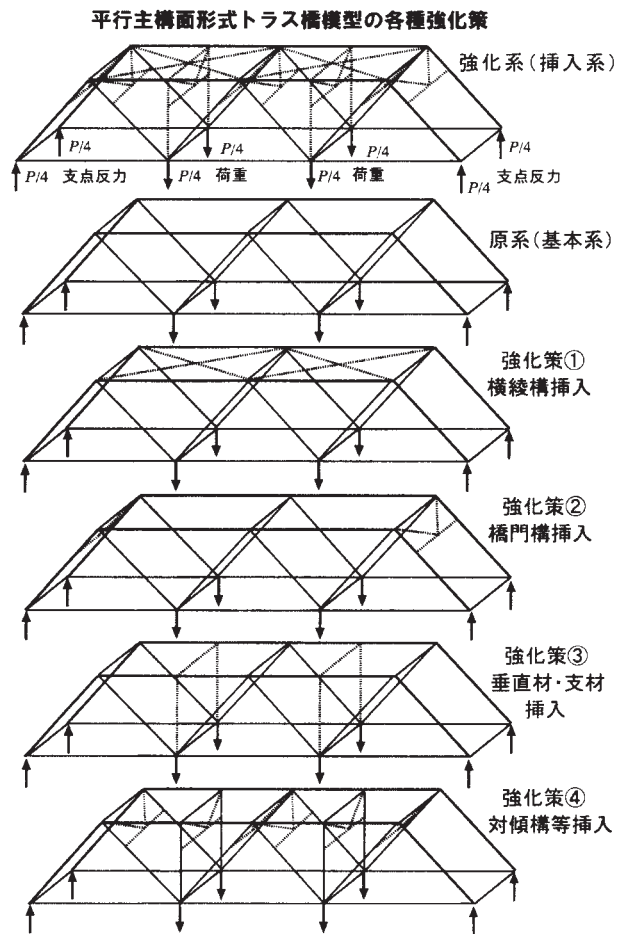 平行主構面形式トラス橋模型の各種強化策
強化系(挿入系)
P/4
P/4
P/4
P/4
P/4 支点反力
P/4 荷重
P/4 荷重
P/4 支点反力
原系(基本系)
強化策①
横綾構挿入
強化策②
橋門構挿入
強化策③
垂直材・支材
挿入
強化策④
対傾構等挿入